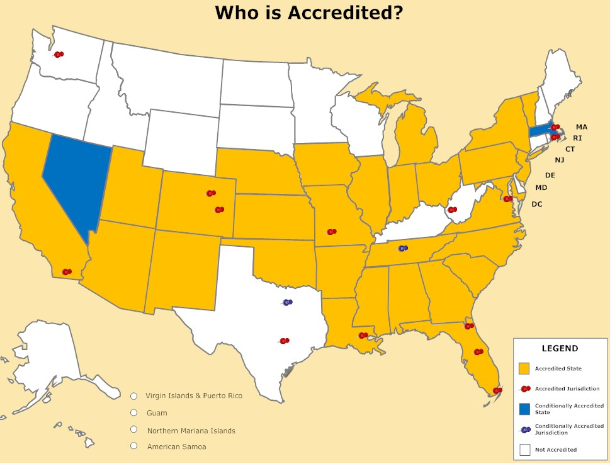 Who is Accredited?
MA
RI
CT
NJ
DE
MD
DC
Virgin Islands & Puerto Rico
Guam
Northern Mariana Islands
American Samoa
LEGEND
Accredited State
Accredited Jurisdiction
Conditionally Accredited
State
Conditionally Accredited
Jurisdiction
Not Accredited